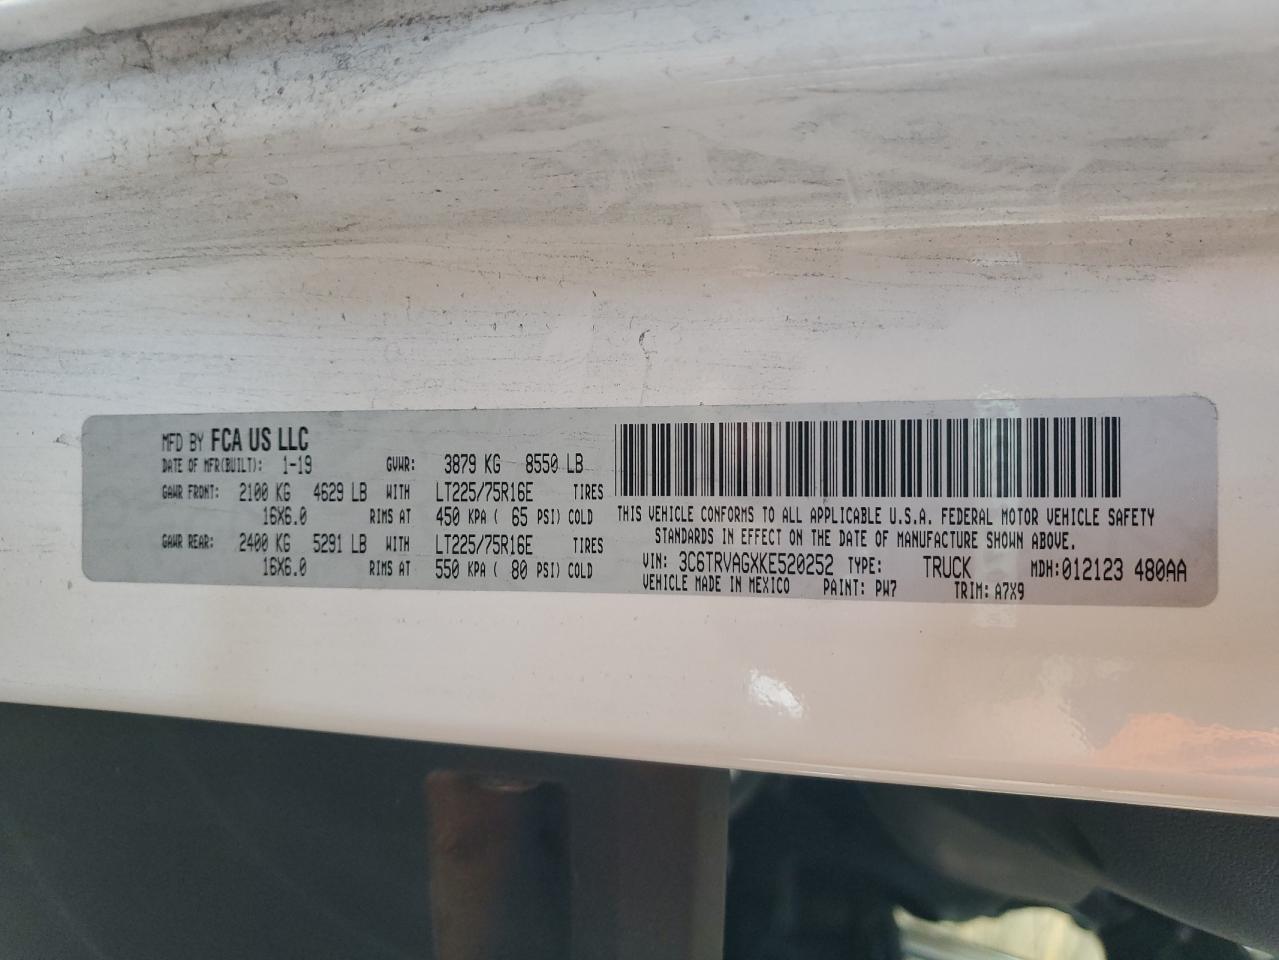 MFD BY FCA US LLC
DATE OF MFR(BUILT): 1-19 GVWR: 3879 KG 8550 LB
GAWR FRONT: 2100 KG 4629 LB WITH LT225/75R16E TIRES
16X6.0 RIMS AT 450 KPA ( 65 PSI) COLD
GAWR REAR: 2400 KG 5291 LB WITH LT225/75R16E TIRES
16X6.0 RIMS AT 550 KPA ( 80 PSI) COLD
THIS VEHICLE CONFORMS TO ALL APPLICABLE U.S.A. FEDERAL MOTOR VEHICLE SAFETY
STANDARDS IN EFFECT ON THE DATE OF MANUFACTURE SHOWN ABOVE.
VIN: 3C6TRVAGXKE520252 TYPE: TRUCK MDH:012123 480AA
VEHICLE MADE IN MEXICO PAINT: PW7 TRIM: A7X9